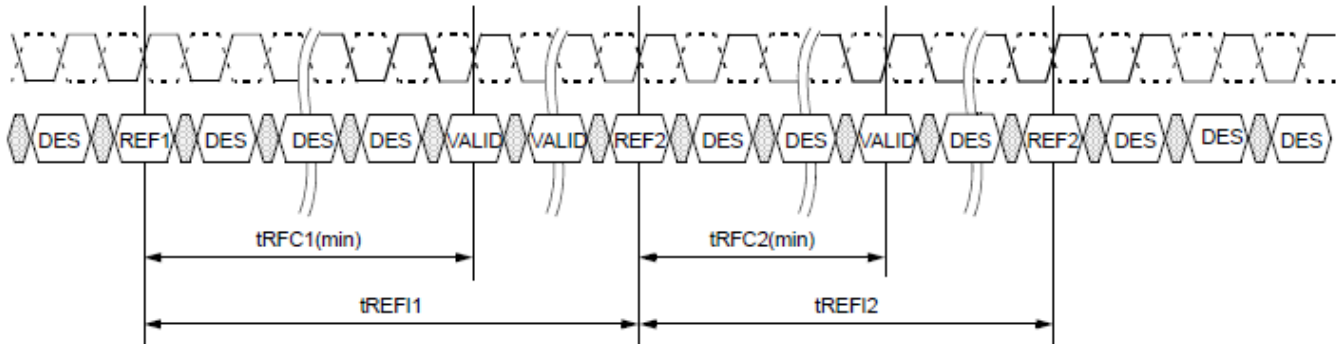 DES REF1 DES DES DES VALID VALID REF2 DES DES VALID DES REF2 DES DES DES
tRFC1(min) tRFC2(min)
tREFI1 tREFI2